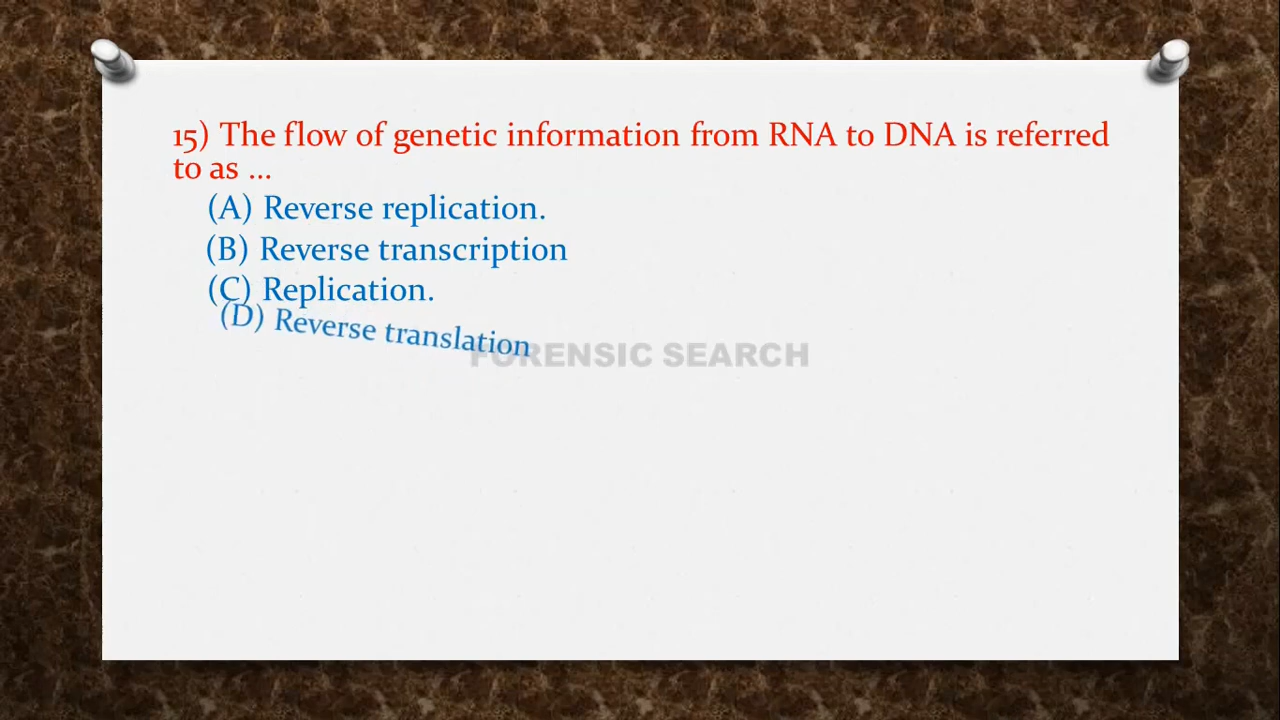 15) The flow of genetic information from RNA to DNA is referred
to as ...
(A) Reverse replication.
(B) Reverse transcription
(C) Replication.
(D) Reverse translation
FORENSIC SEARCH